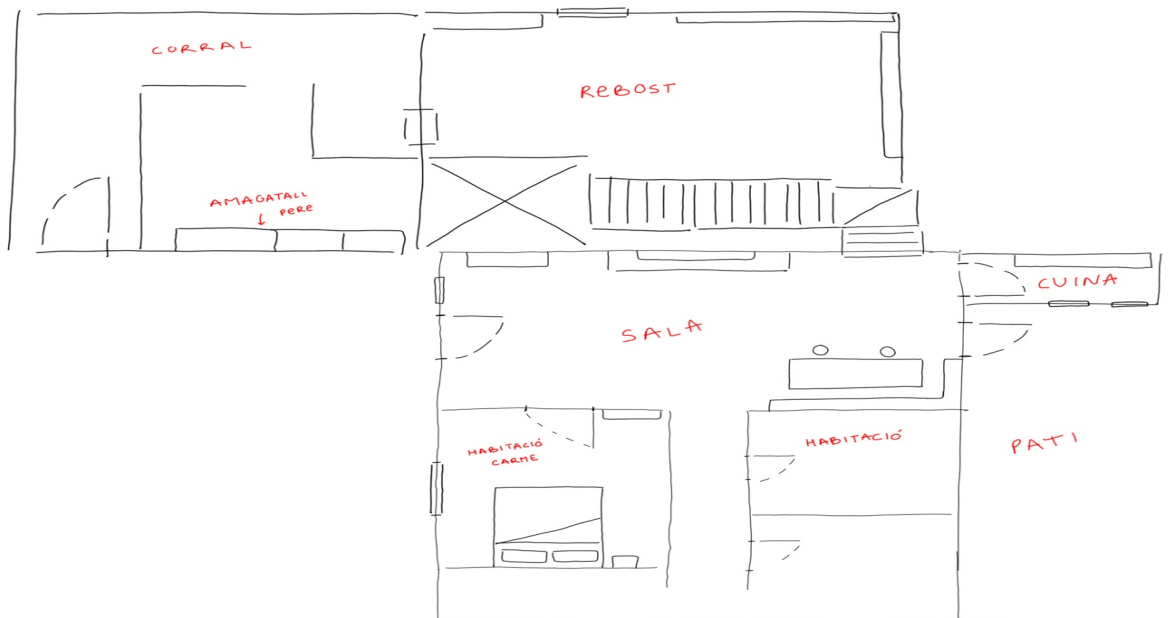 CORRAL
REBOST
AMAGATALL
PERE
CUINA
SALA
HABITACIÓ
CARME
HABITACIÓ
PATI